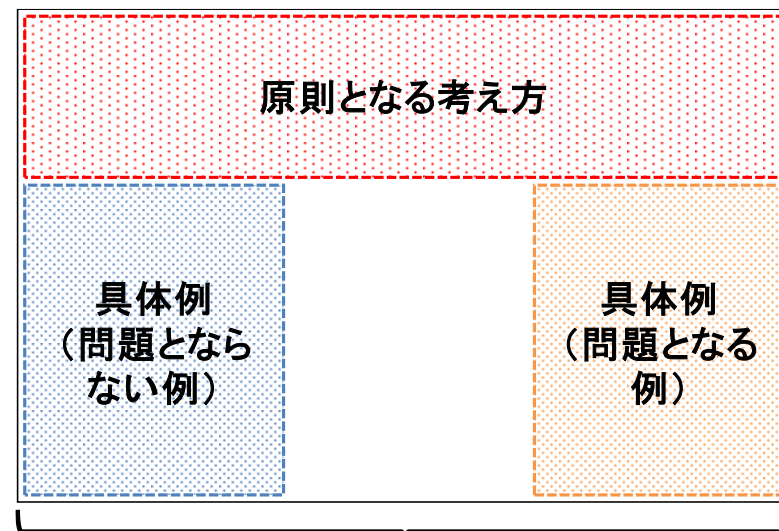 原則となる考え方
具体例
（問題となら
ない例）
具体例
（問題となる
例）